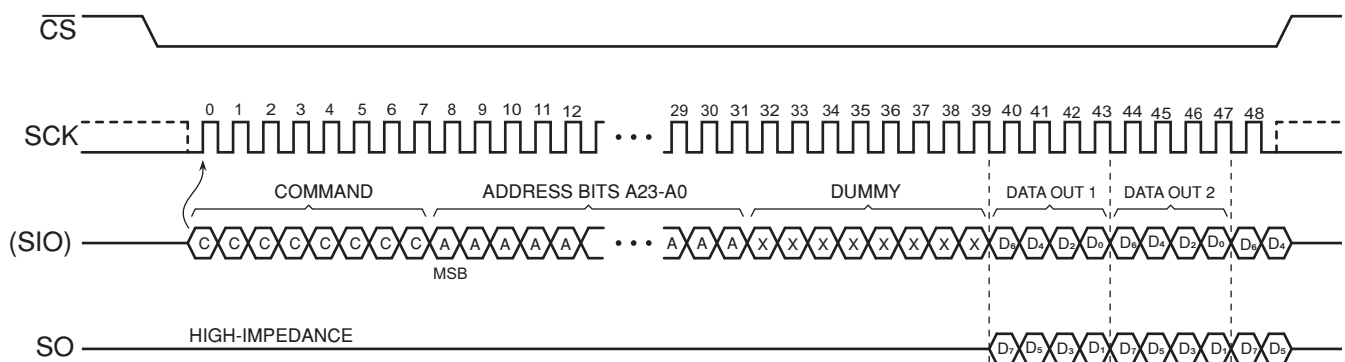 CS
0 1 2 3 4 5 6 7 8 9 10 11 12 29 30 31 32 33 34 35 36 37 38 39 40 41 42 43 44 45 46 47 48
SCK • • •
COMMAND ADDRESS BITS A23-A0 DUMMY DATA OUT 1 DATA OUT 2
(SIO) C C C C C C C C A A A A A • • • A A A X X X X X X X X D6 D4 D2 D0 D6 D4 D2 D0 D6 D4
MSB
HIGH-IMPEDANCE
SO D7 D5 D3 D1 D7 D5 D3 D1 D7 D5